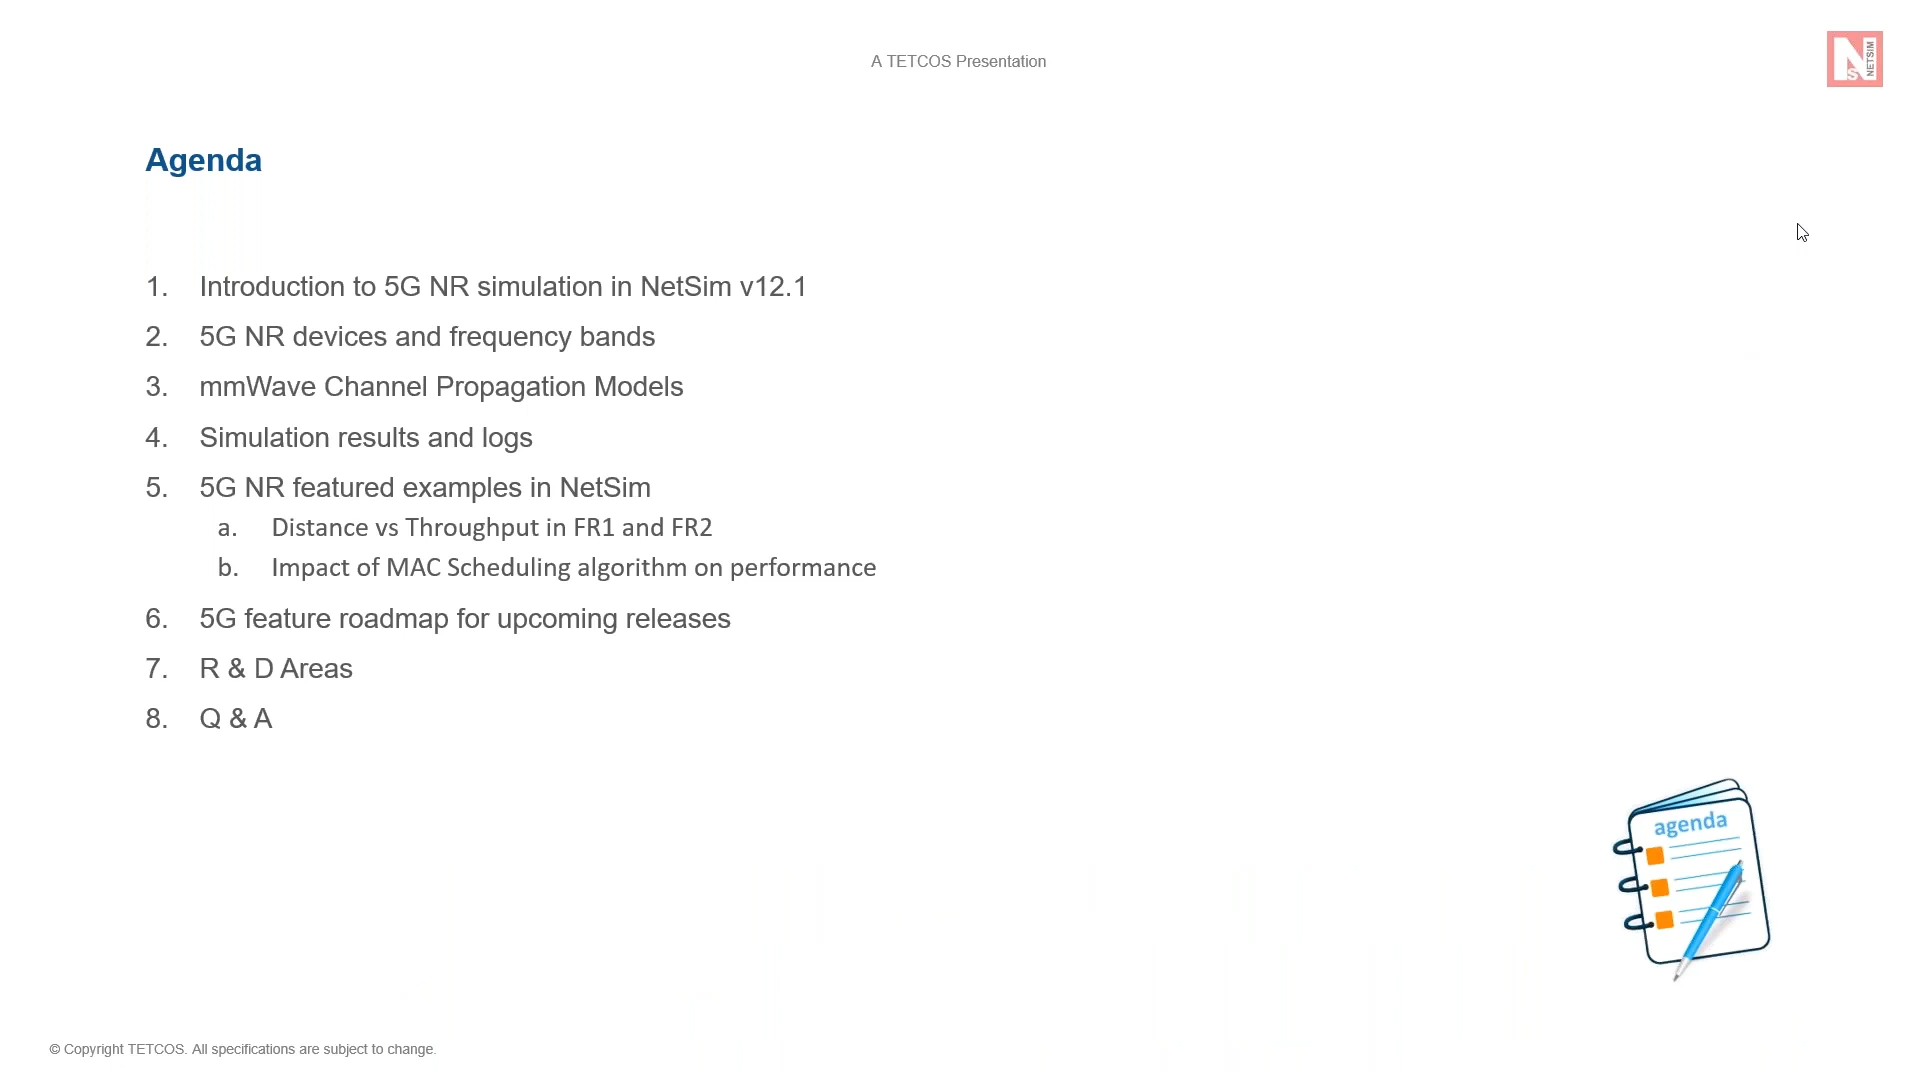 A TETCOS Presentation
NS NETSIM
Agenda
1. Introduction to 5G NR simulation in NetSim v12.1
2. 5G NR devices and frequency bands
3. mmWave Channel Propagation Models
4. Simulation results and logs
5. 5G NR featured examples in NetSim
a. Distance vs Throughput in FR1 and FR2
b. Impact of MAC Scheduling algorithm on performance
6. 5G feature roadmap for upcoming releases
7. R & D Areas
8. Q & A
agenda
© Copyright TETCOS. All specifications are subject to change.